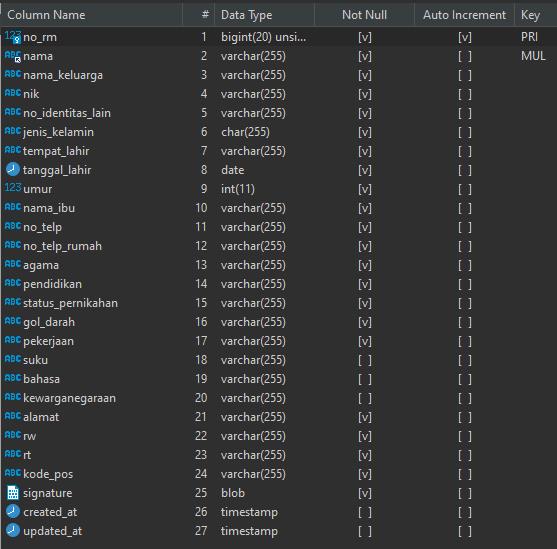 Column Name # Data Type Not Null Auto Increment Key
123 no_rm 1 bigint(20) unsi... [v] [v] PRI
ABC nama 2 varchar(255) [v] [ ] MUL
ABC nama_keluarga 3 varchar(255) [v] [ ]
ABC nik 4 varchar(255) [v] [ ]
ABC no_identitas_lain 5 varchar(255) [v] [ ]
ABC jenis_kelamin 6 char(255) [v] [ ]
ABC tempat_lahir 7 varchar(255) [v] [ ]
tanggal_lahir 8 date [v] [ ]
123 umur 9 int(11) [v] [ ]
ABC nama_ibu 10 varchar(255) [v] [ ]
ABC no_telp 11 varchar(255) [v] [ ]
ABC no_telp_rumah 12 varchar(255) [v] [ ]
ABC agama 13 varchar(255) [v] [ ]
ABC pendidikan 14 varchar(255) [v] [ ]
ABC status_pernikahan 15 varchar(255) [v] [ ]
ABC gol_darah 16 varchar(255) [v] [ ]
ABC pekerjaan 17 varchar(255) [v] [ ]
ABC suku 18 varchar(255) [ ] [ ]
ABC bahasa 19 varchar(255) [ ] [ ]
ABC kewarganegaraan 20 varchar(255) [ ] [ ]
ABC alamat 21 varchar(255) [v] [ ]
ABC rw 22 varchar(255) [v] [ ]
ABC rt 23 varchar(255) [v] [ ]
ABC kode_pos 24 varchar(255) [v] [ ]
signature 25 blob [v] [ ]
created_at 26 timestamp [ ] [ ]
updated_at 27 timestamp [ ] [ ]